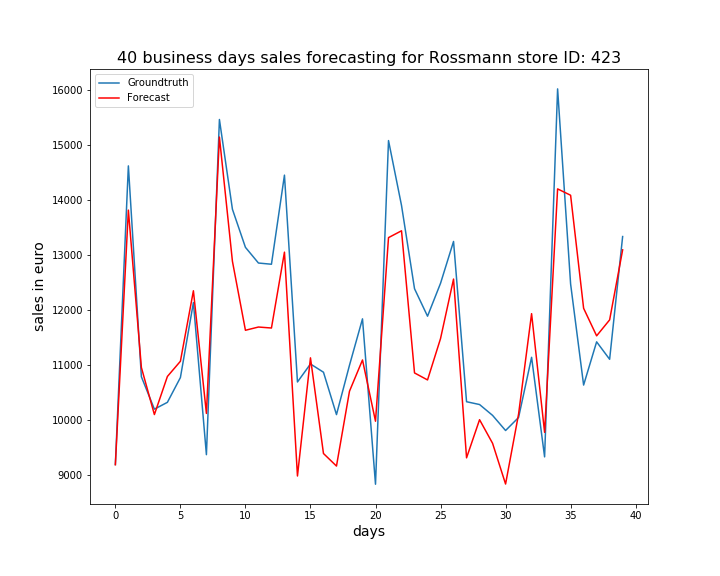 40 business days sales forecasting for Rossmann store ID: 423
Groundtruth
Forecast
16000
15000
14000
13000
12000
11000
10000
9000
sales in euro
0 5 10 15 20 25 30 35 40
days